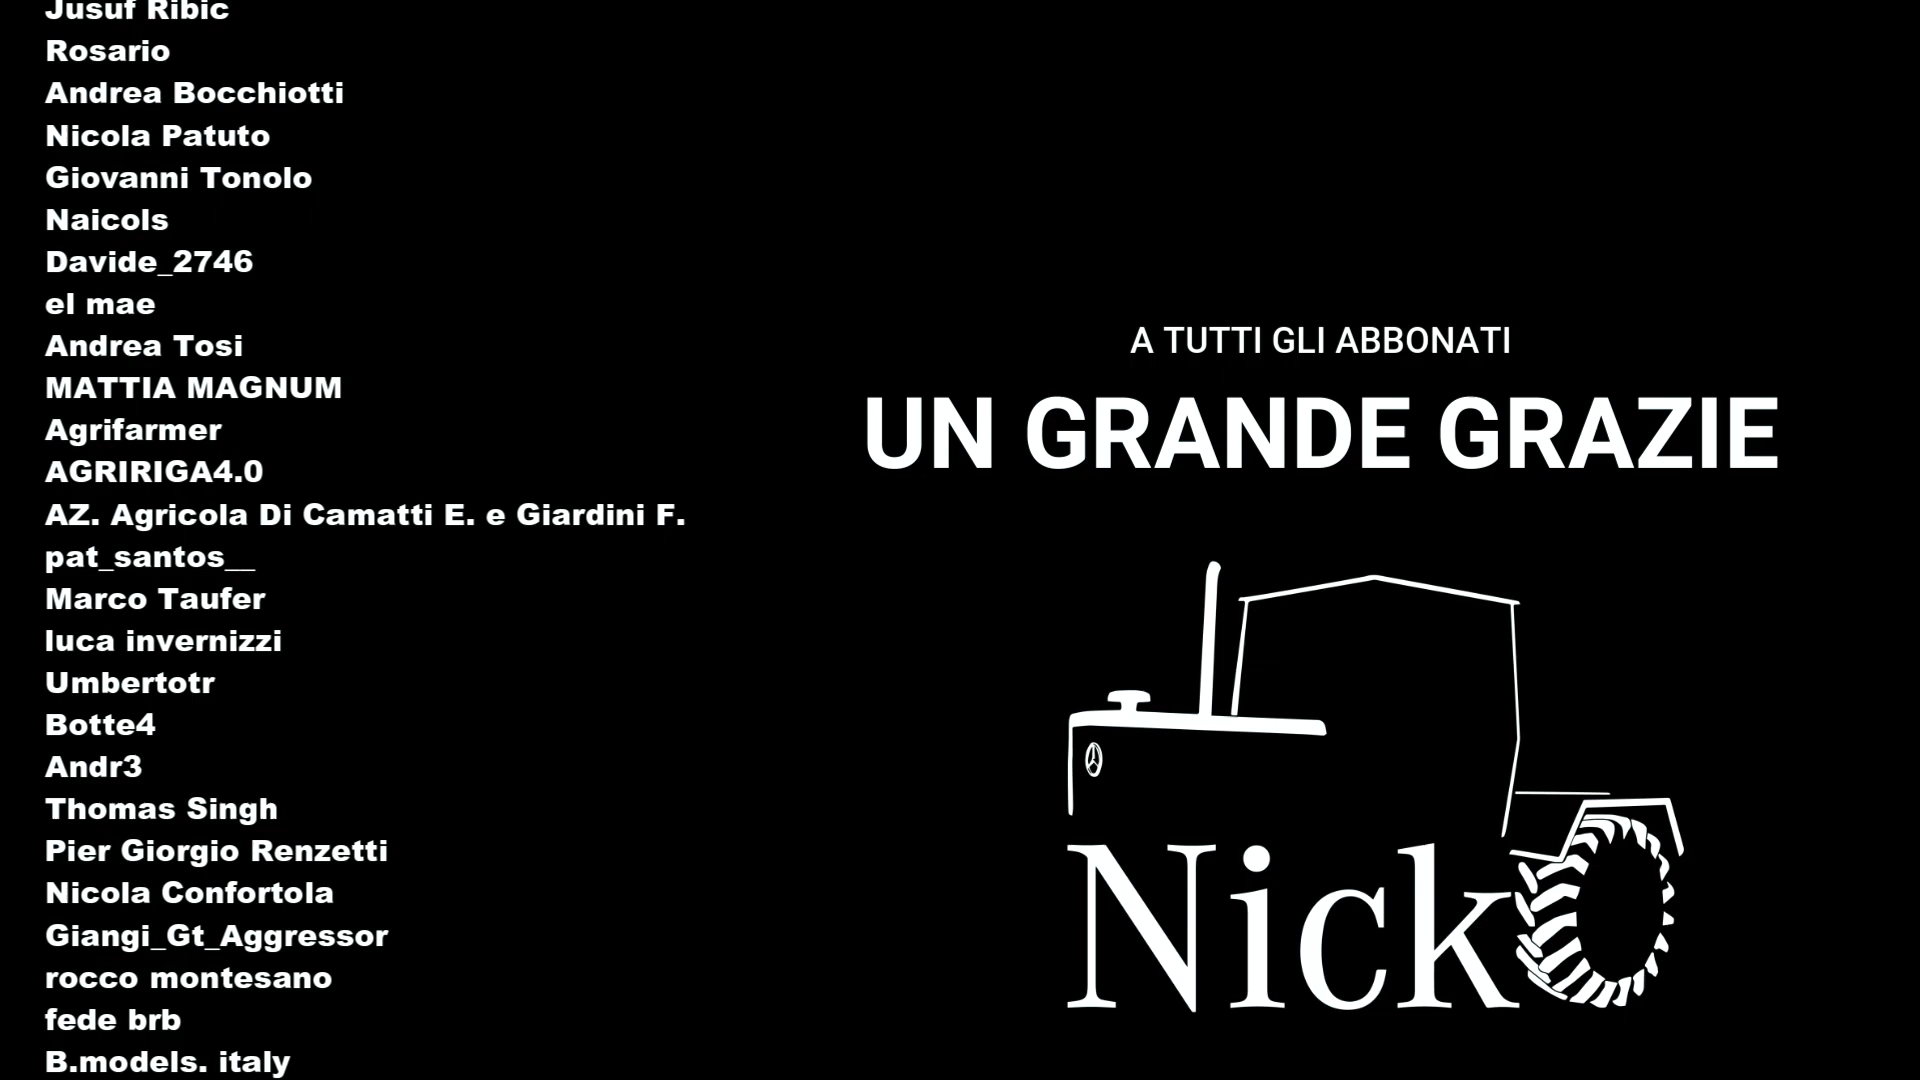 Jusuf Ribic
Rosario
Andrea Bocchiotti
Nicola Patuto
Giovanni Tonolo
Naicols
Davide_2746
el mae
Andrea Tosi
MATTIA MAGNUM
Agrifarmer
AGRIRIGA4.0
AZ. Agricola Di Camatti E. e Giardini F.
pat_santos__
Marco Taufer
luca invernizzi
Umbertotr
Botte4
Andr3
Thomas Singh
Pier Giorgio Renzetti
Nicola Confortola
Giangi_Gt_Aggressor
rocco montesano
fede brb
B.models. italy
A TUTTI GLI ABBONATI
UN GRANDE GRAZIE
Nicko